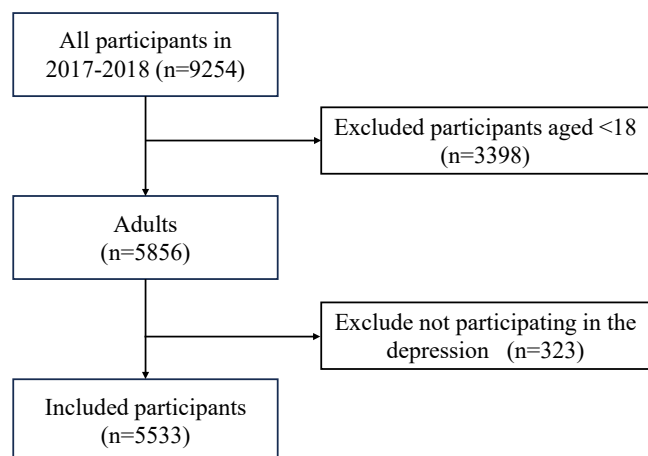 All participants in
2017-2018 (n=9254)
Excluded participants aged <18
(n=3398)
Adults
(n=5856)
Exclude not participating in the
depression (n=323)
Included participants
(n=5533)